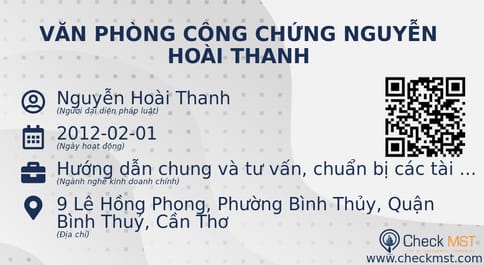 VĂN PHÒNG CÔNG CHỨNG NGUYỄN
HOÀI THANH
Nguyễn Hoài Thanh
(Người đại diện pháp luật)
2012-02-01
(Ngày hoạt động)
Hướng dẫn chung và tư vấn, chuẩn bị các tài ...
(Ngành nghề kinh doanh chính)
9 Lê Hồng Phong, Phường Bình Thủy, Quận
Bình Thuỷ, Cần Thơ
(Địa chỉ)
Check MST
www.checkmst.com